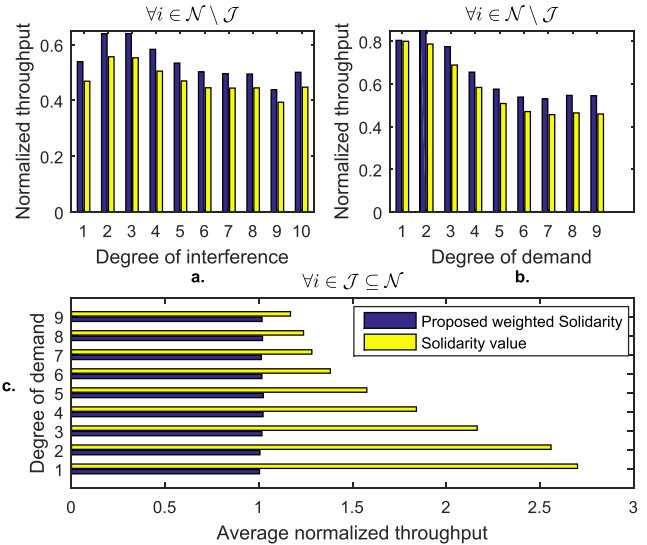 ∀i ∈ 𝒩 \ 𝒥
Normalized throughput
0.6
0.4
0.2
0
1 2 3 4 5 6 7 8 9 10
Degree of interference
a.
∀i ∈ 𝒩 \ 𝒥
Normalized throughput
0.8
0.6
0.4
0.2
0
1 2 3 4 5 6 7 8 9
Degree of demand
b.
∀i ∈ 𝒥 ⊆ 𝒩
c.
Degree of demand
9
8
7
6
5
4
3
2
1
Proposed weighted Solidarity
Solidarity value
0 0.5 1 1.5 2 2.5 3
Average normalized throughput